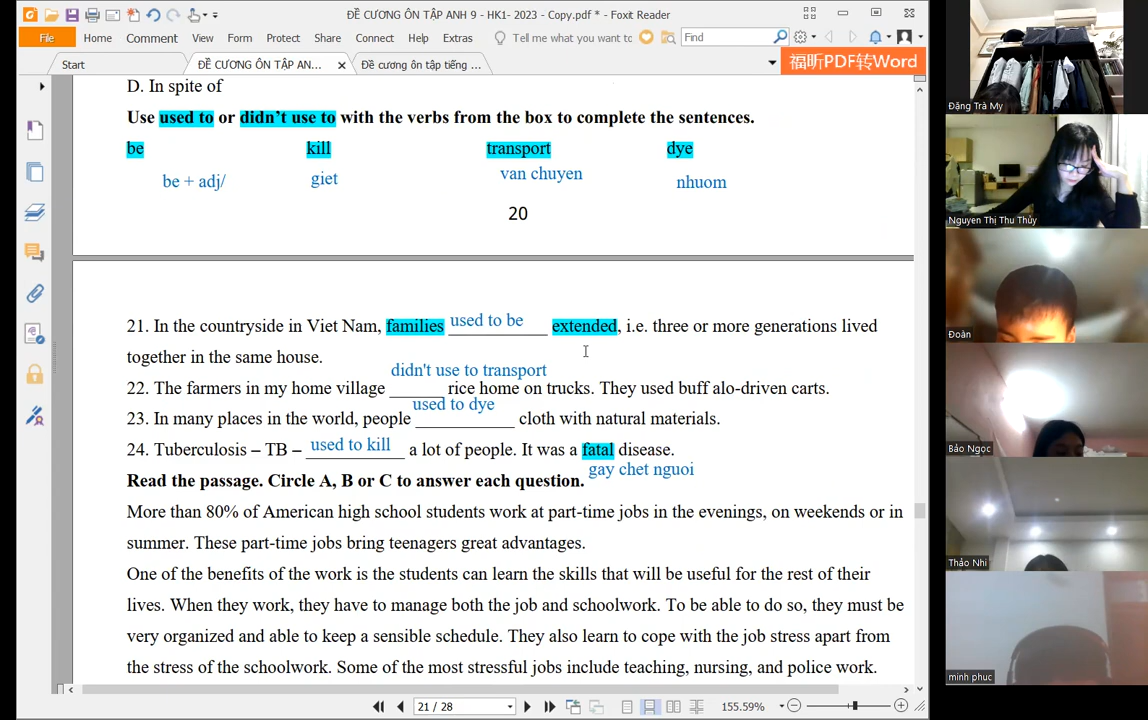 ĐỀ CƯƠNG ÔN TẬP ANH 9 - HK1- 2023 - Copy.pdf * - Foxit Reader
File Home Comment View Form Protect Share Connect Help Extras Tell me what you want to Find
Start ĐỀ CƯƠNG ÔN TẬP AN... Đề cương ôn tập tiếng ... 福昕PDF转Word
D. In spite of
Use used to or didn't use to with the verbs from the box to complete the sentences.
be kill transport dye
be + adj/ giet van chuyen nhuom
20
21. In the countryside in Viet Nam, families used to be extended, i.e. three or more generations lived
together in the same house.
didn't use to transport
22. The farmers in my home village ______ rice home on trucks. They used buff alo-driven carts.
used to dye
23. In many places in the world, people ___________ cloth with natural materials.
24. Tuberculosis – TB – used to kill a lot of people. It was a fatal disease.
gay chet nguoi
Read the passage. Circle A, B or C to answer each question.
More than 80% of American high school students work at part-time jobs in the evenings, on weekends or in
summer. These part-time jobs bring teenagers great advantages.
One of the benefits of the work is the students can learn the skills that will be useful for the rest of their
lives. When they work, they have to manage both the job and schoolwork. To be able to do so, they must be
very organized and able to keep a sensible schedule. They also learn to cope with the job stress apart from
the stress of the schoolwork. Some of the most stressful jobs include teaching, nursing, and police work.
21 / 28 155.59%
Đặng Trà My
Nguyen Thị Thu Thủy
Đoàn
Bảo Ngọc
Thảo Nhi
minh phuc